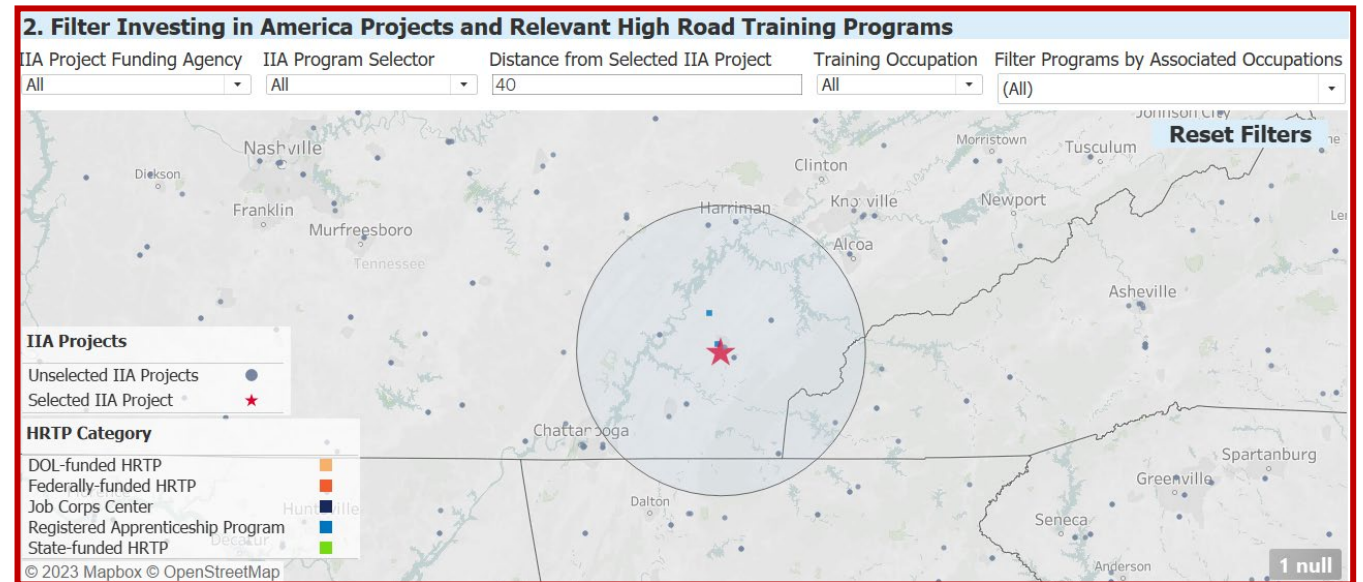 2. Filter Investing in America Projects and Relevant High Road Training Programs
IIA Project Funding Agency IIA Program Selector Distance from Selected IIA Project Training Occupation Filter Programs by Associated Occupations
All All 40 All (All)
Johnson City
Reset Filters
Nashville
Morristown
Tusculum
Clinton
Dickson
Franklin
Harriman
Knoxville
Newport
Murfreesboro
Alcoa
Tennessee
Asheville
IIA Projects
Unselected IIA Projects
Selected IIA Project
HRTP Category
Chattanooga
DOL-funded HRTP
Spartanburg
Federally-funded HRTP
Greenville
Job Corps Center
Dalton
Registered Apprenticeship Program
Seneca
State-funded HRTP
Anderson
1 null
© 2023 Mapbox © OpenStreetMap